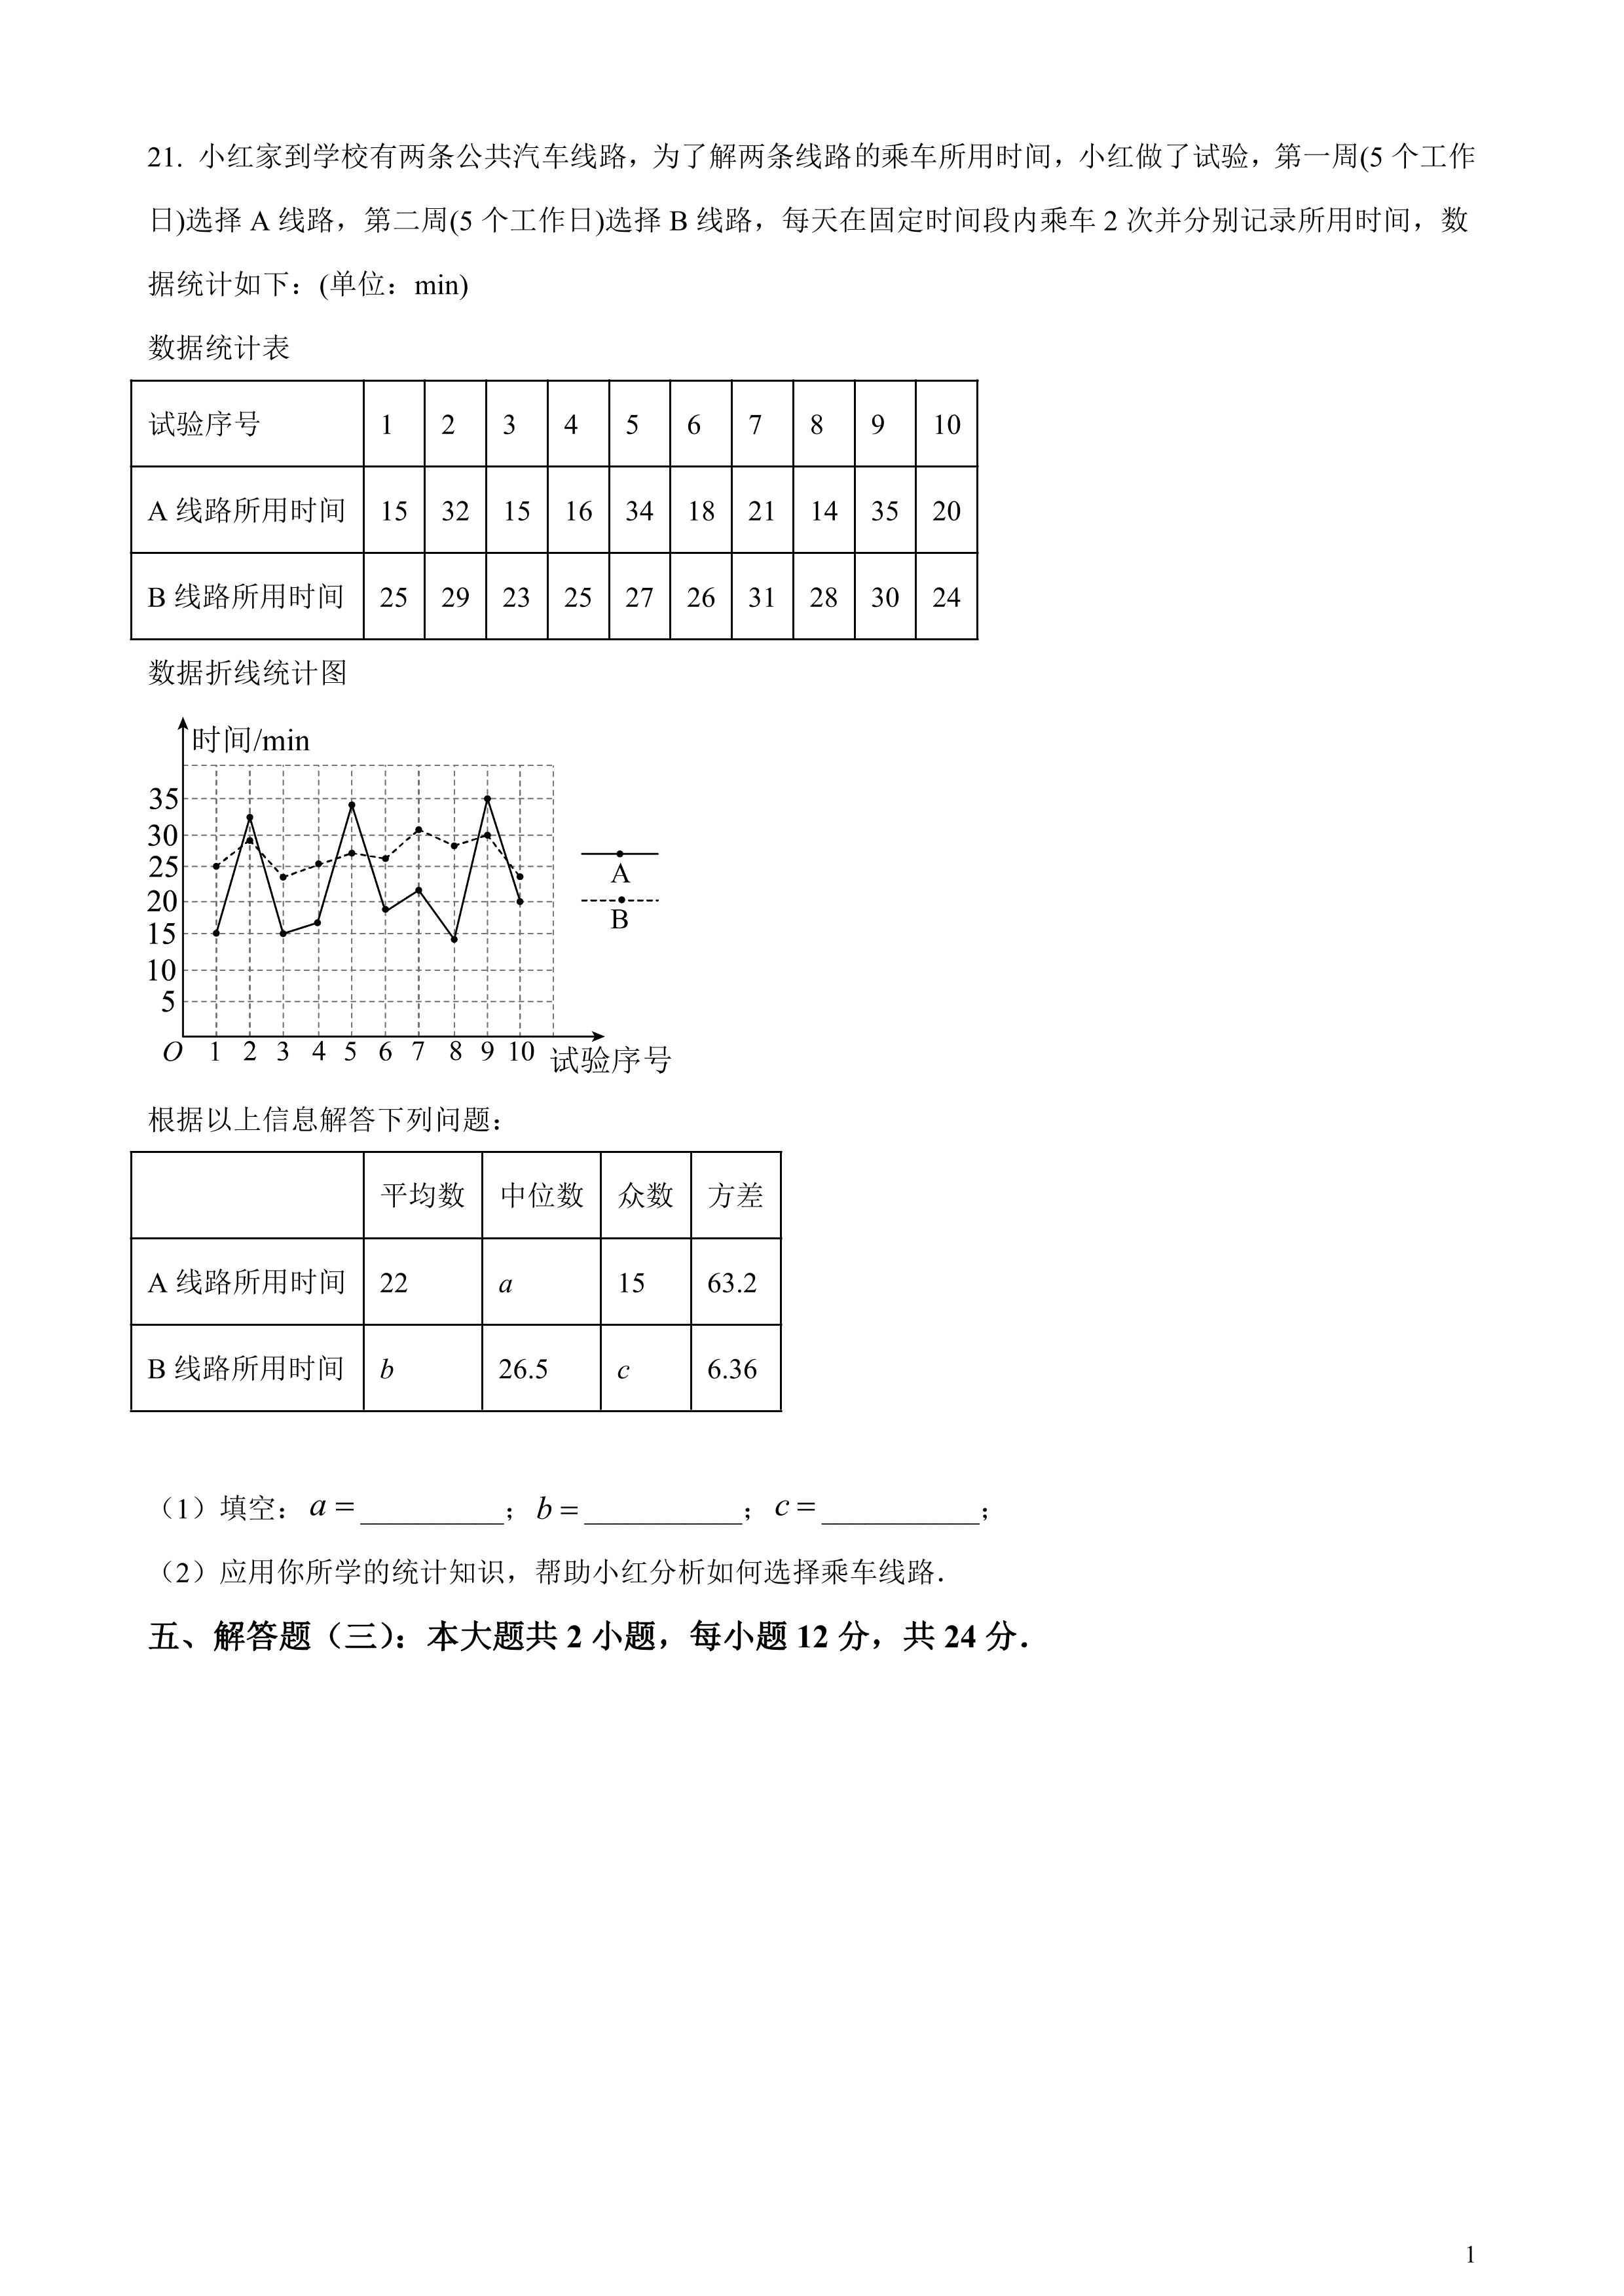 21. 小红家到学校有两条公共汽车线路，为了解两条线路的乘车所用时间，小红做了试验，第一周(5 个工作
日)选择 A 线路，第二周(5 个工作日)选择 B 线路，每天在固定时间段内乘车 2 次并分别记录所用时间，数
据统计如下：(单位：min)
数据统计表
试验序号 1 2 3 4 5 6 7 8 9 10
A 线路所用时间 15 32 15 16 34 18 21 14 35 20
B 线路所用时间 25 29 23 25 27 26 31 28 30 24
数据折线统计图
时间/min
35
30
25
20
15
10
5
O 1 2 3 4 5 6 7 8 9 10 试验序号
A
B
根据以上信息解答下列问题：
平均数 中位数 众数 方差
A 线路所用时间 22 a 15 63.2
B 线路所用时间 b 26.5 c 6.36
（1）填空：a = __________；b = ___________；c = ___________；
（2）应用你所学的统计知识，帮助小红分析如何选择乘车线路．
五、解答题（三）：本大题共 2 小题，每小题 12 分，共 24 分．
1